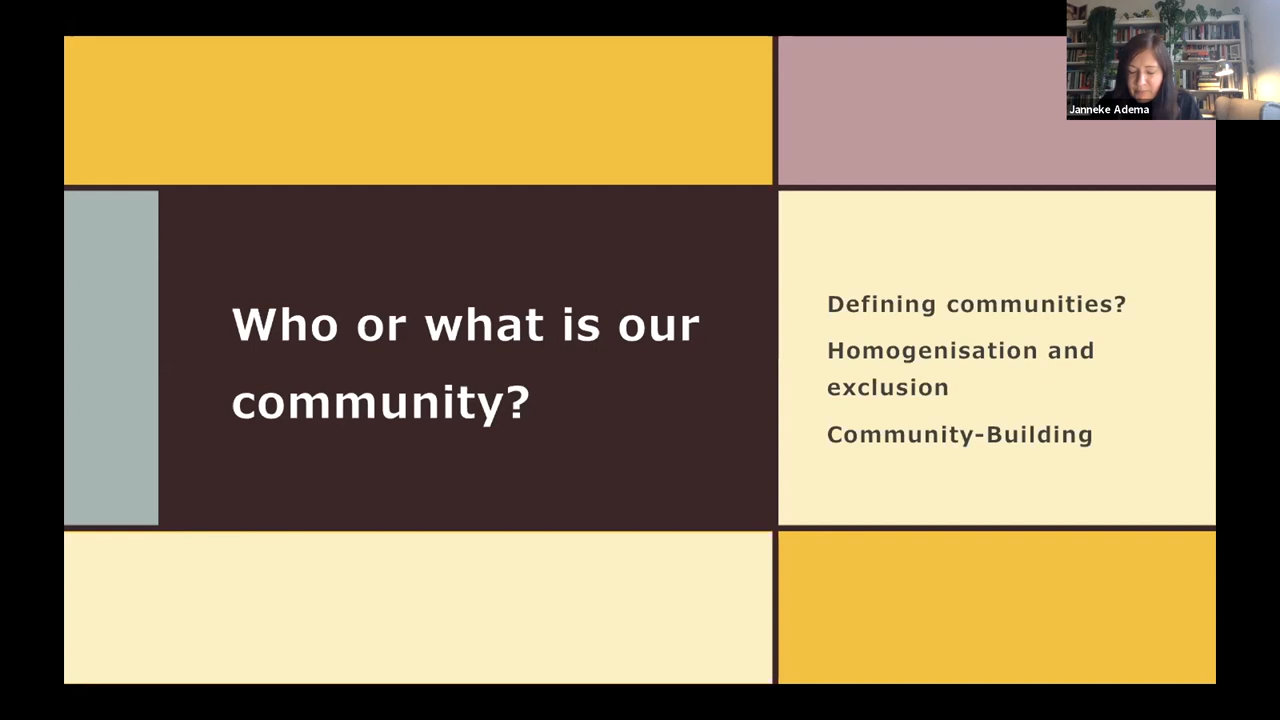 Janneke Adema
Who or what is our
community?
Defining communities?
Homogenisation and
exclusion
Community-Building